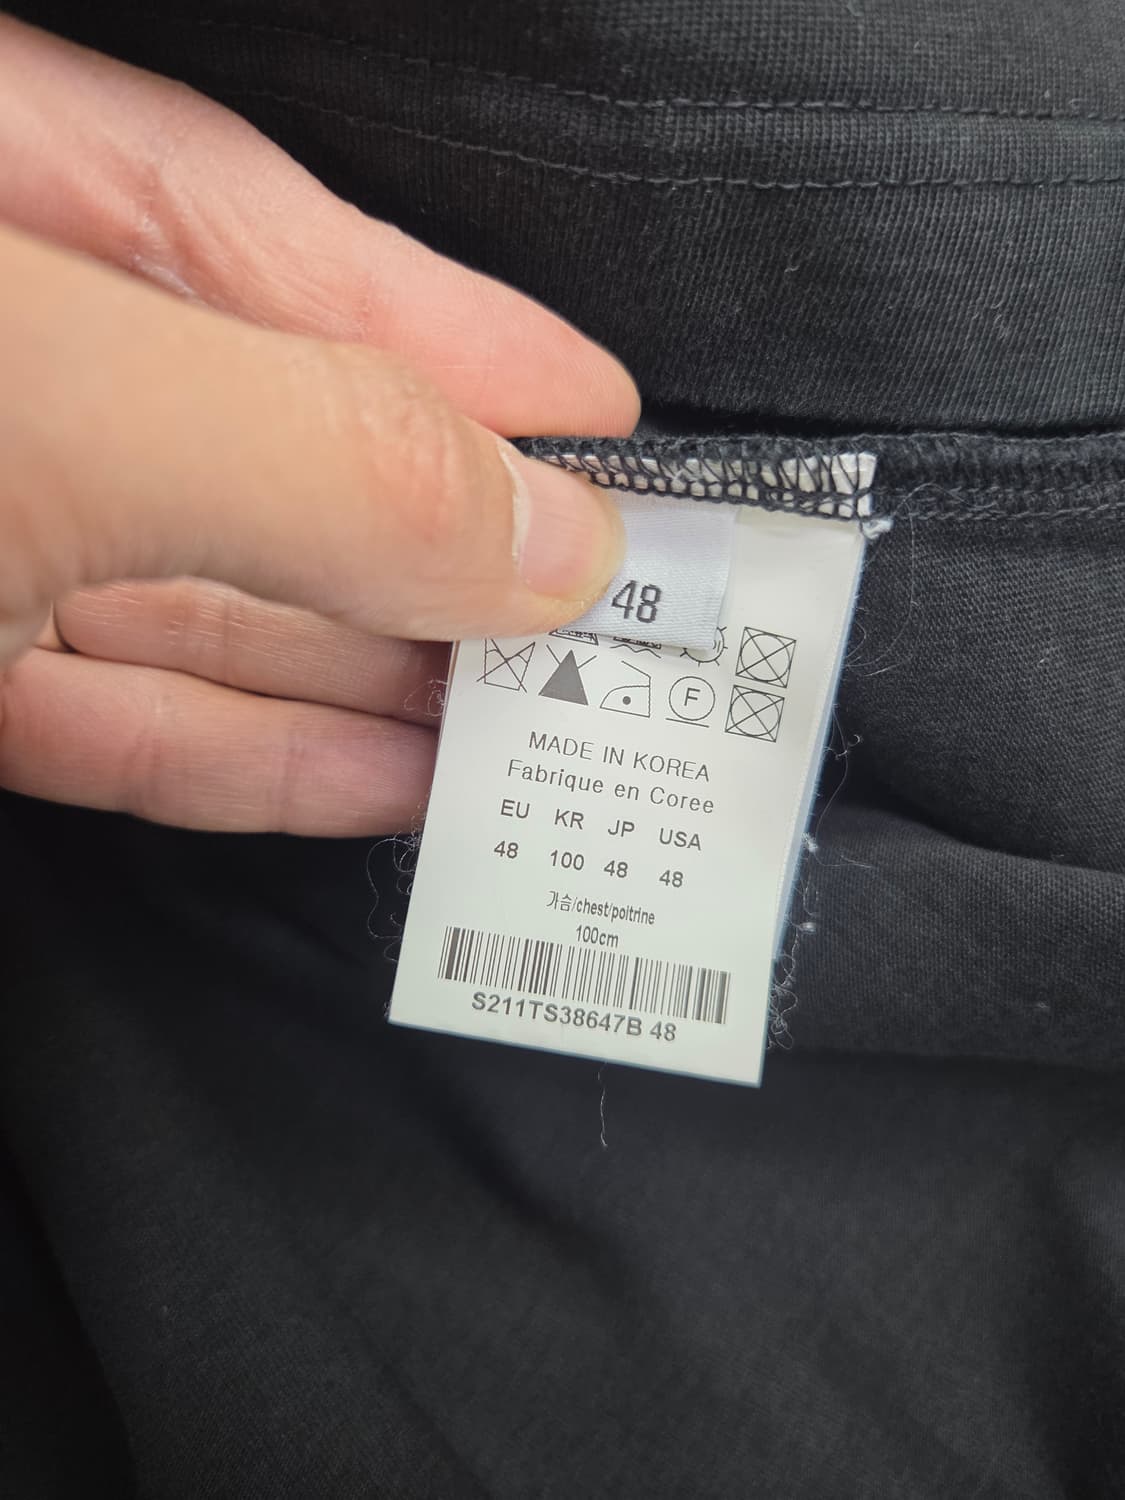 48
F
MADE IN KOREA
Fabrique en Coree
EU KR JP USA
48 100 48 48
가슴/chest/poitrine
100cm
S211TS38647B 48